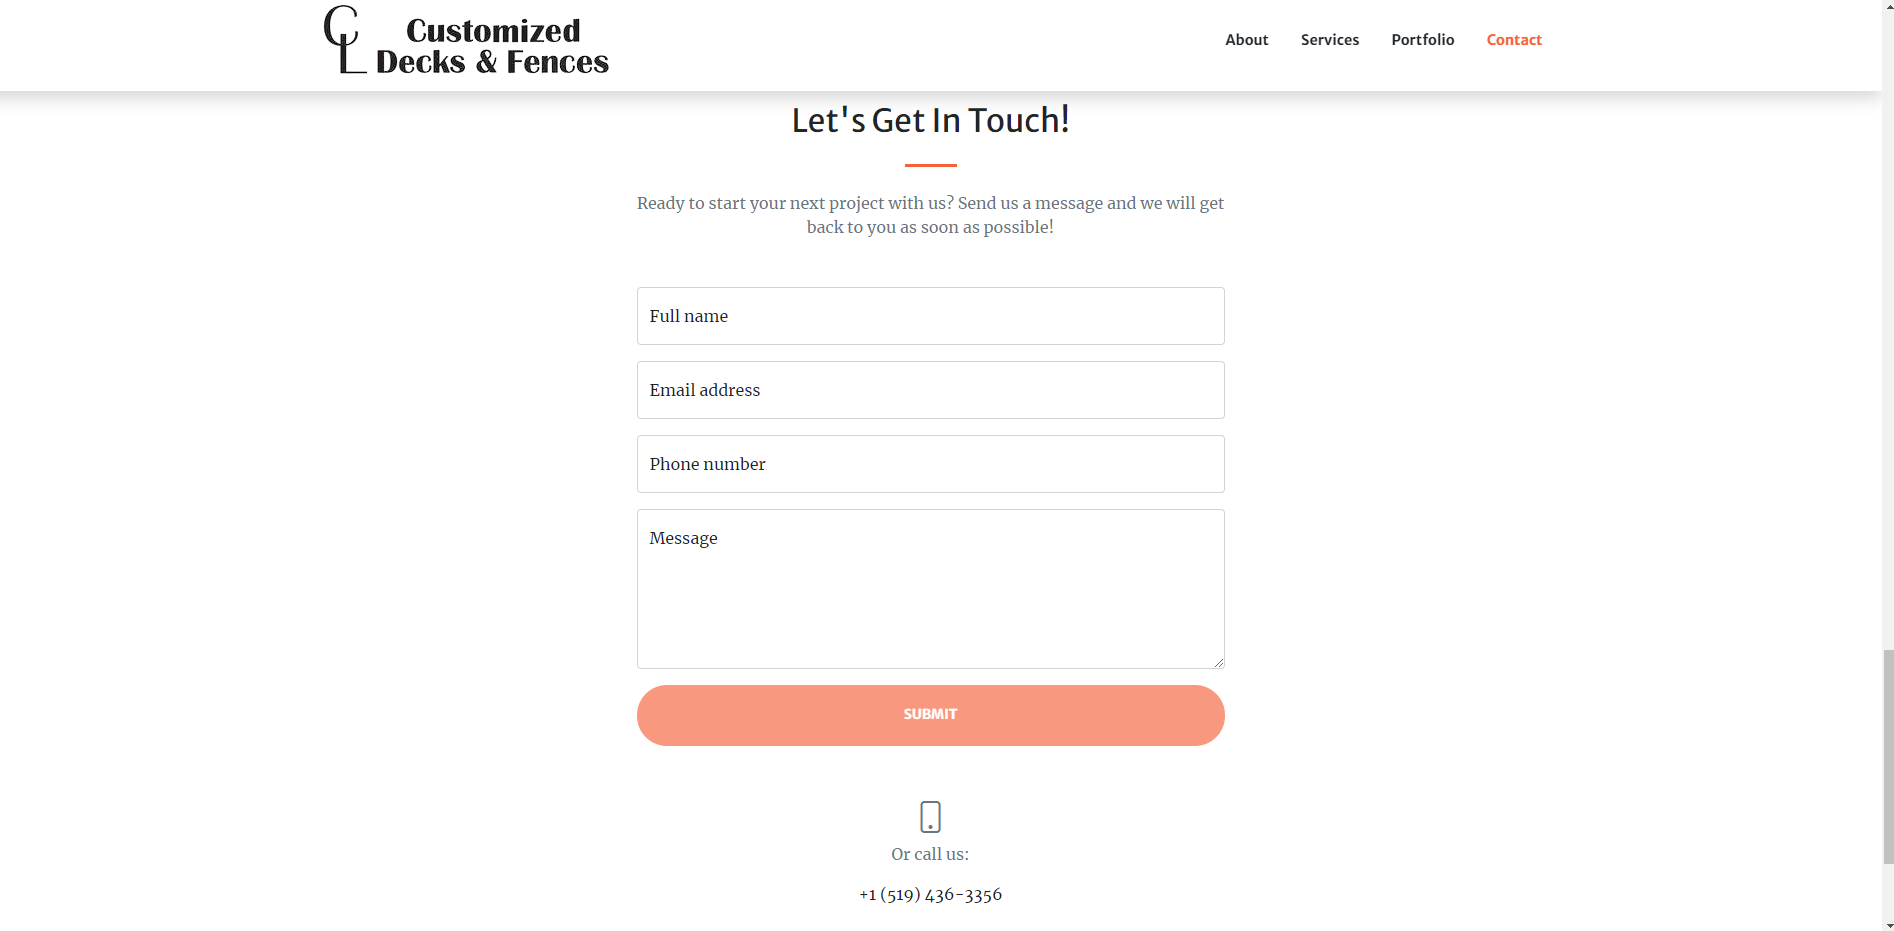 CL Customized
Decks & Fences
About Services Portfolio Contact
Let's Get In Touch!
Ready to start your next project with us? Send us a message and we will get
back to you as soon as possible!
Full name
Email address
Phone number
Message
SUBMIT
Or call us:
+1 (519) 436-3356